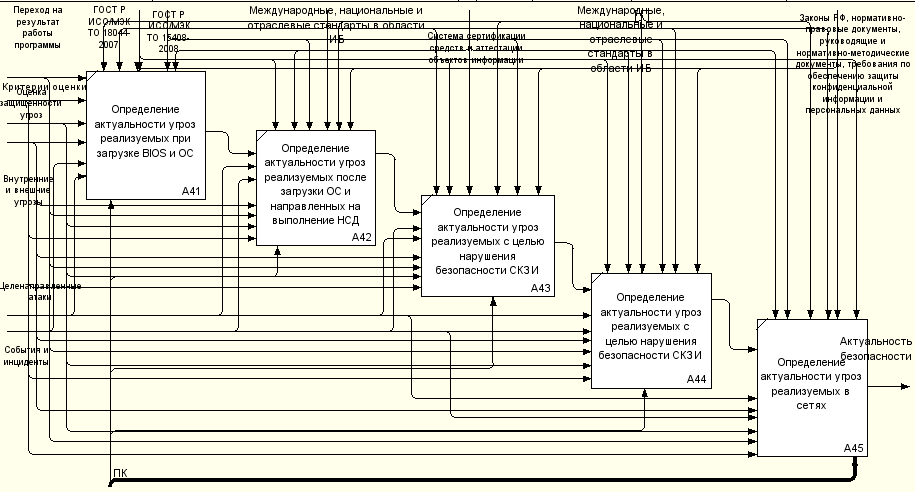 Переход на
результат
работы
программы
ГОСТ Р
ИСО/МЭК
ТО 18044-
2007
ГОСТ Р
ИСО/МЭК
ТО 15408-
2008
Международные, национальные и
отраслевые стандарты в области
ИБ
Система сертификации
средств и аттестации
объектов информации
Международные,
национальные и
отраслевые
стандарты в
области ИБ
Законы РФ, нормативно-
правовые документы,
руководящие и
нормативно-методические
документы, требования по
обеспечению защиты
конфиденциальной
информации и
персональных данных
Критерии оценки
Оценка
защищенности
угроз
Внутренние
и внешние
угрозы
Целенаправленные
атаки
События и
инциденты
Определение
актуальности угроз
реализуемых при
загрузке BIOS и ОС
A41
Определение
актуальности угроз
реализуемых после
загрузки ОС и
направленных на
выполнение НСД
A42
Определение
актуальности угроз
реализуемых с целью
нарушения
безопасности СКЗИ
A43
Определение
актуальности угроз
реализуемых с
целью нарушения
безопасности СКЗИ
A44
Определение
актуальности угроз
реализуемых в
сетях
A45
Актуальность
безопасности
ПК